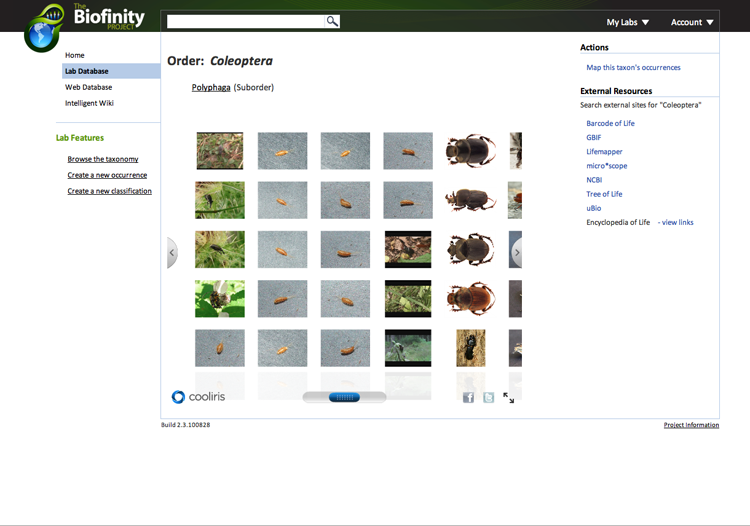 The
Biofinity
PROJECT
My Labs
Account
Home
Lab Database
Web Database
Intelligent Wiki
Lab Features
Browse the taxonomy
Create a new occurrence
Create a new classification
Order: Coleoptera
Polyphaga (Suborder)
cooliris
Actions
Map this taxon's occurrences
External Resources
Search external sites for "Coleoptera"
Barcode of Life
GBIF
Lifemapper
micro*scope
NCBI
Tree of Life
uBio
Encyclopedia of Life - view links
Build 2.3.100828
Project Information